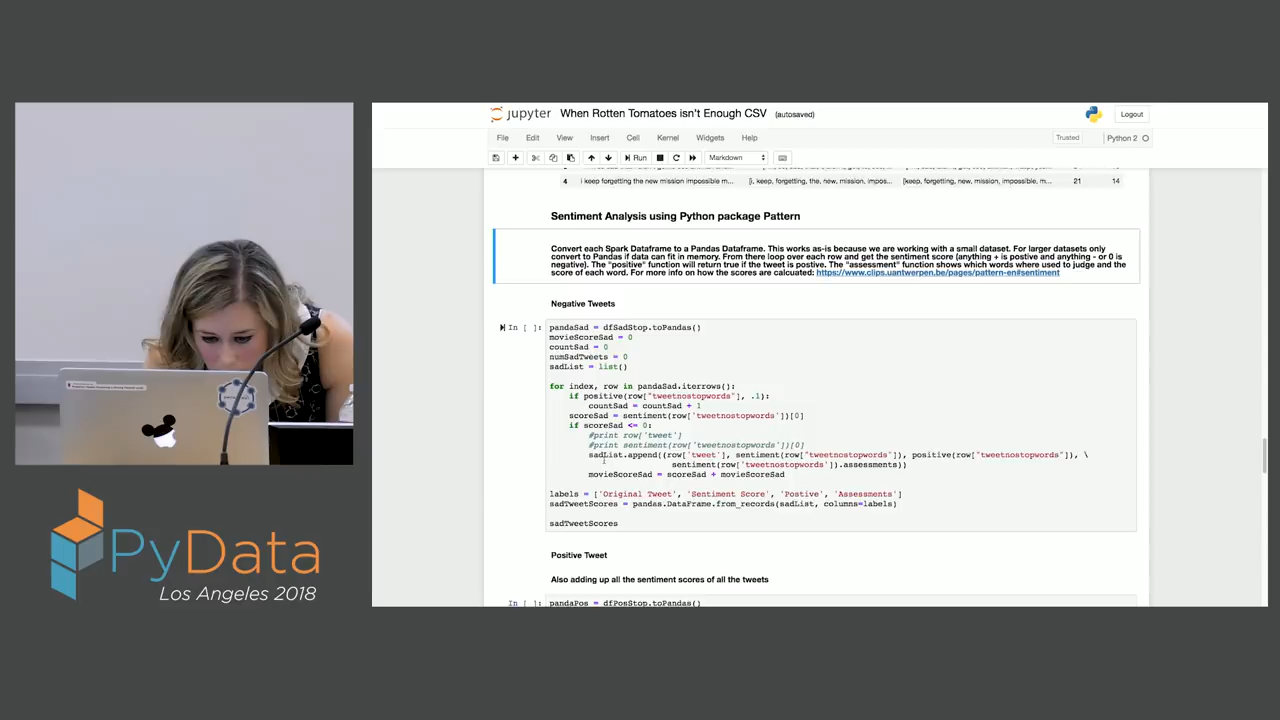 jupyter When Rotten Tomatoes isn't Enough CSV (autosaved) Logout
File Edit View Insert Cell Kernel Widgets Help Trusted Python 2
Run Markdown
4 I keep forgetting the new mission impossible m... [I, keep, forgetting, the, new, mission, impos... [keep, forgetting, new, mission, impossible, m... 21 14
Sentiment Analysis using Python package Pattern
Convert each Spark Dataframe to a Pandas Dataframe. This works as-is because we are working with a small dataset. For larger datasets only
convert to Pandas if data can fit in memory. From there loop over each row and get the sentiment score (anything + is postive and anything - or 0 is
negative). The "positive" function will return true if the tweet is postive. The "assessment" function shows which words where used to judge and the
score of each word. For more info on how the scores are calcuated: https://www.clips.uantwerpen.be/pages/pattern-en#sentiment
Negative Tweets
In [ ]: pandaSad = dfSadStop.toPandas()
movieScoreSad = 0
countSad = 0
numSadTweets = 0
sadList = list()
for index, row in pandaSad.iterrows():
if positive(row["tweetnostopwords"], .1):
countSad = countSad + 1
scoreSad = sentiment(row['tweetnostopwords'])[0]
if scoreSad <= 0:
#print row['tweet']
#print sentiment(row['tweetnostopwords'])[0]
sadList.append((row['tweet'], sentiment(row["tweetnostopwords"]), positive(row["tweetnostopwords"]), \
sentiment(row['tweetnostopwords']).assessments))
movieScoreSad = scoreSad + movieScoreSad
labels = ['Original Tweet', 'Sentiment Score', 'Postive', 'Assessments']
sadTweetScores = pandas.DataFrame.from_records(sadList, columns=labels)
sadTweetScores
Positive Tweet
Also adding up all the sentiment scores of all the tweets
In [ ]: pandaPos = dfPosStop.toPandas()
PyData
Los Angeles 2018